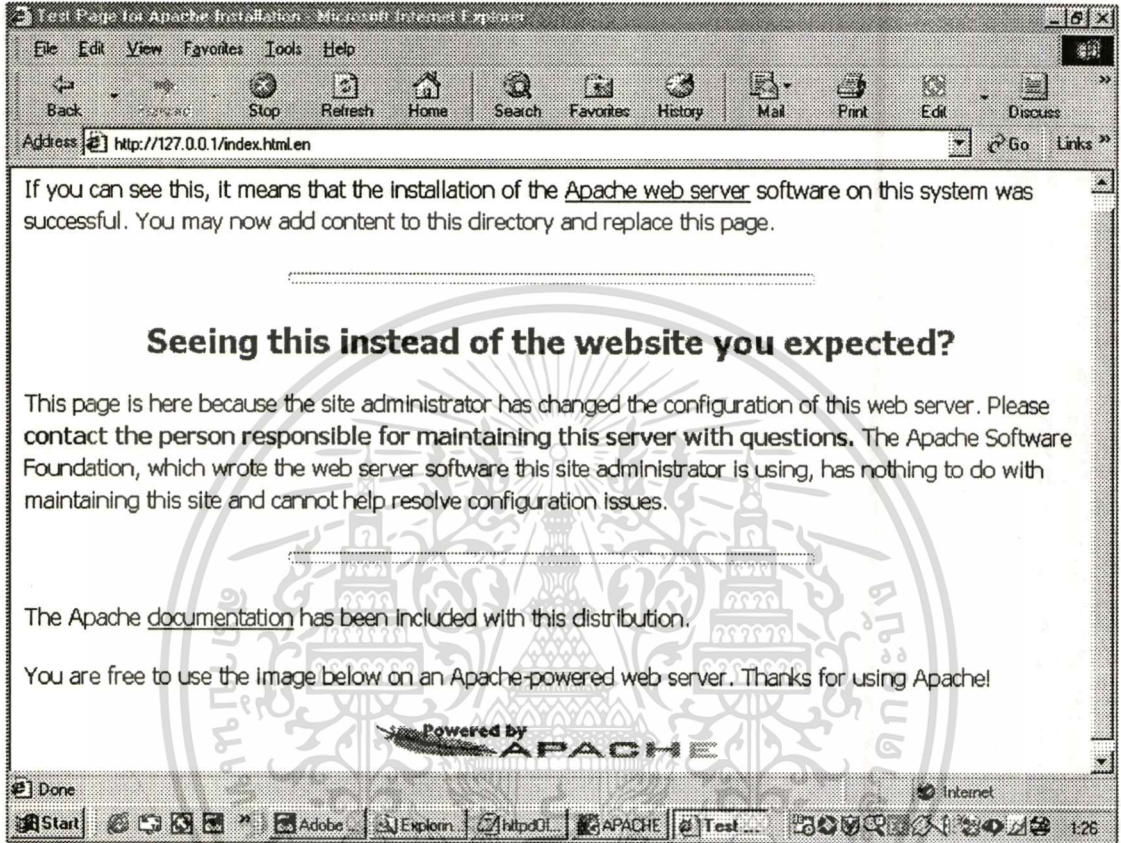 Test Page for Apache Installation - Microsoft Internet Explorer
File Edit View Favorites Tools Help
Back Forward Stop Refresh Home Search Favorites History Mail Print Edit Discuss »
Address http://127.0.0.1/index.html.en Go Links »
If you can see this, it means that the installation of the Apache web server software on this system was
successful. You may now add content to this directory and replace this page.
Seeing this instead of the website you expected?
This page is here because the site administrator has changed the configuration of this web server. Please
contact the person responsible for maintaining this server with questions. The Apache Software
Foundation, which wrote the web server software this site administrator is using, has nothing to do with
maintaining this site and cannot help resolve configuration issues.
The Apache documentation has been included with this distribution.
You are free to use the image below on an Apache-powered web server. Thanks for using Apache!
Powered by
APACHE
Done Internet
Start » Adobe ... Explorin... APACHE Test ... 1:26